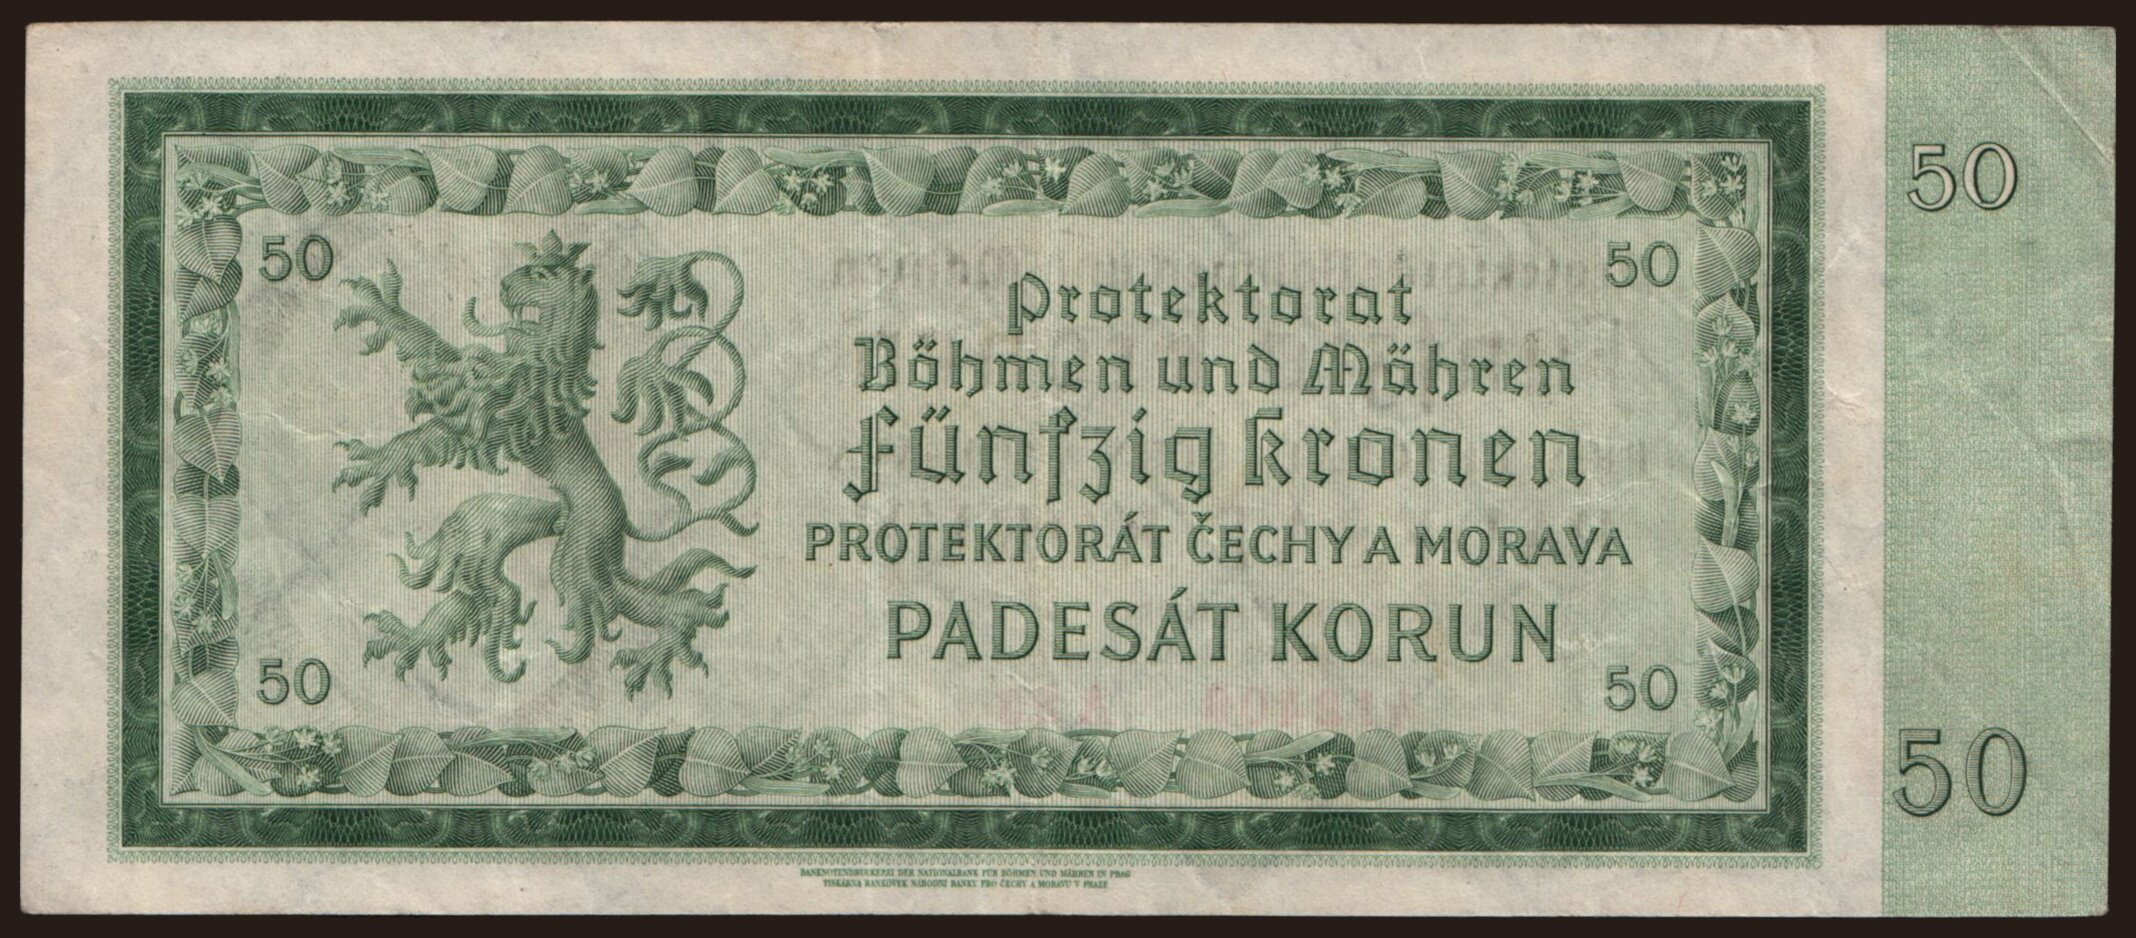 50
50
50
Protektorat
Böhmen und Mähren
Fünfzig Kronen
PROTEKTORÁT ČECHY A MORAVA
PADESÁT KORUN
50
50
50
BANKNOTENDRUCKEREI DER NATIONALBANK FÜR BÖHMEN UND MÄHREN IN PRAG
TISKÁRNA BANKOVEK NÁRODNÍ BANKY PRO ČECHY A MORAVU V PRAZE